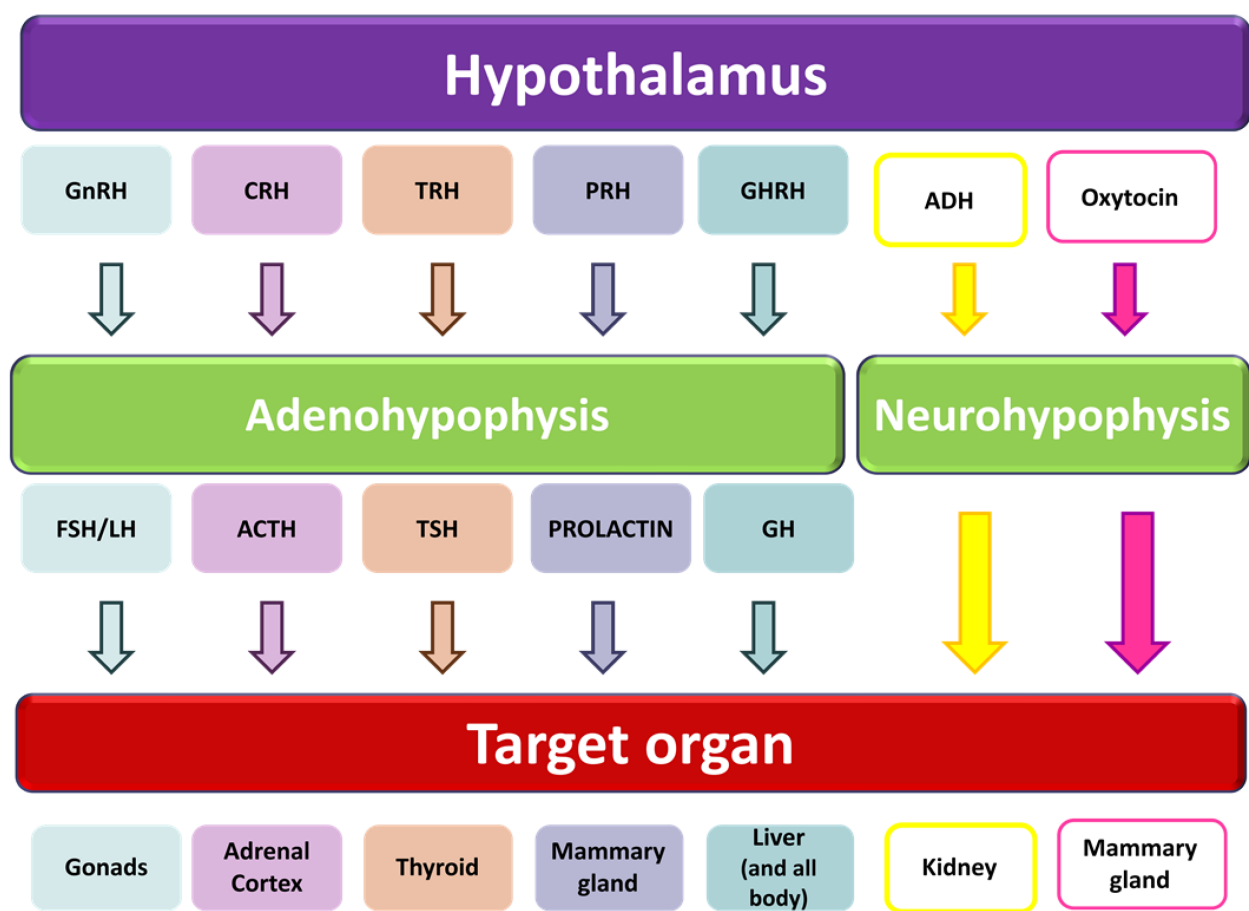 Hypothalamus
GnRH
CRH
TRH
PRH
GHRH
ADH
Oxytocin
Adenohypophysis
Neurohypophysis
FSH/LH
ACTH
TSH
PROLACTIN
GH
Target organ
Gonads
Adrenal
Cortex
Thyroid
Mammary
gland
Liver
(and all
body)
Kidney
Mammary
gland